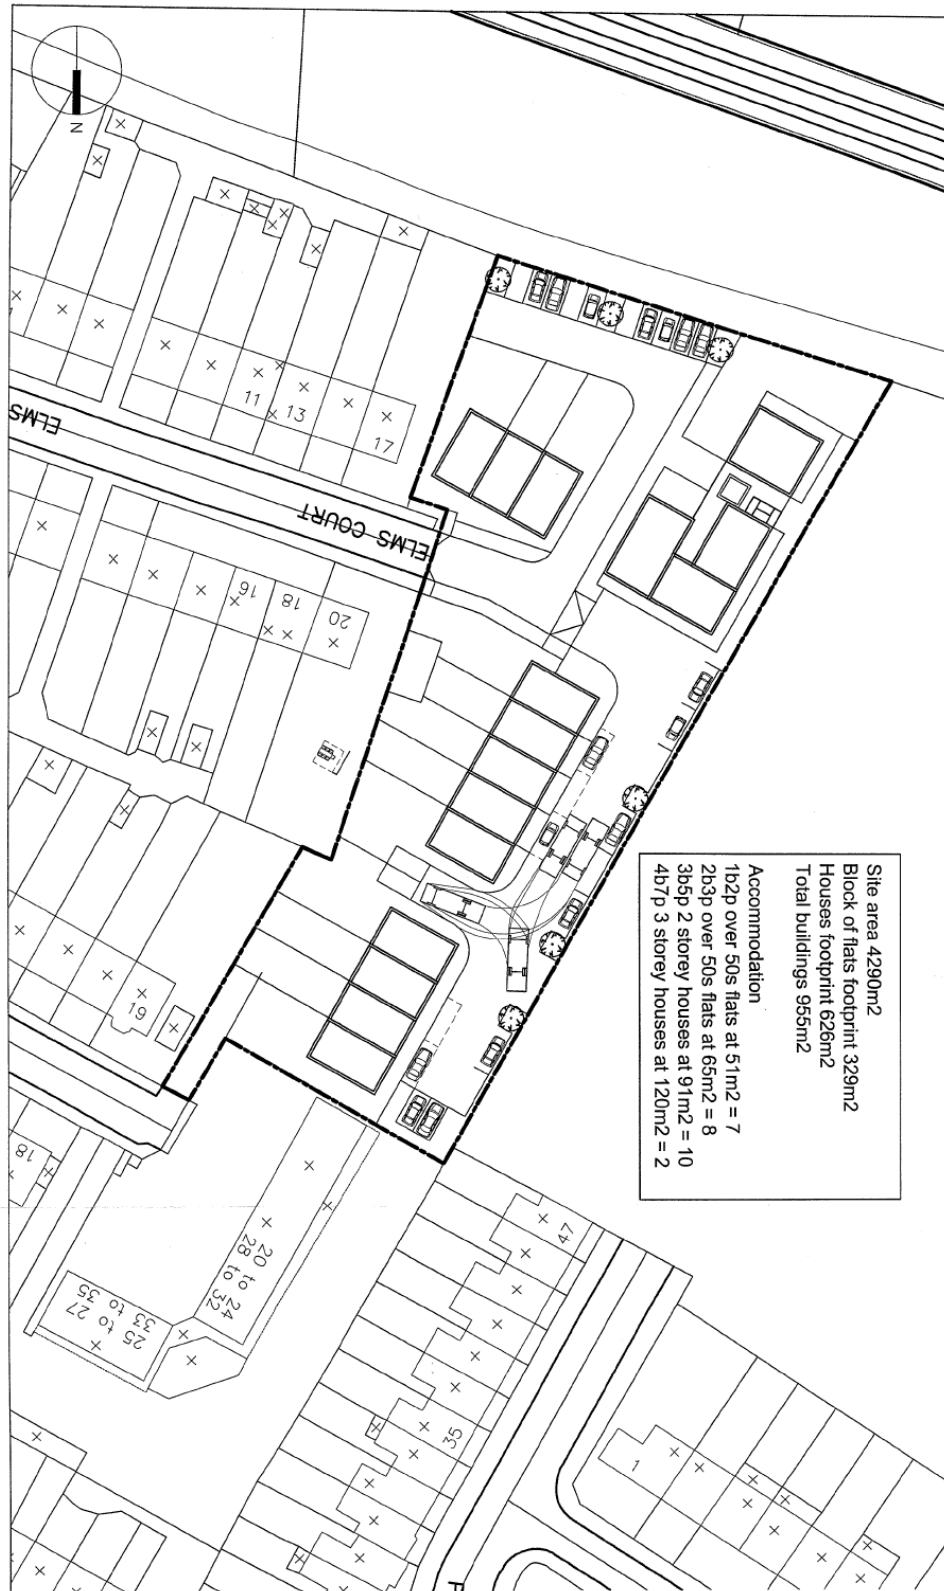 N
11
13
17
ELMS
ELMS COURT
16
18
20
19
18
20 to 24
28 to 32
25 to 27
33 to 35
47
35
1
Site area 4290m2
Block of flats footprint 329m2
Houses footprint 626m2
Total buildings 955m2
Accommodation
1b2p over 50s flats at 51m2 = 7
2b3p over 50s flats at 65m2 = 8
3b5p 2 storey houses at 91m2 = 10
4b7p 3 storey houses at 120m2 = 2